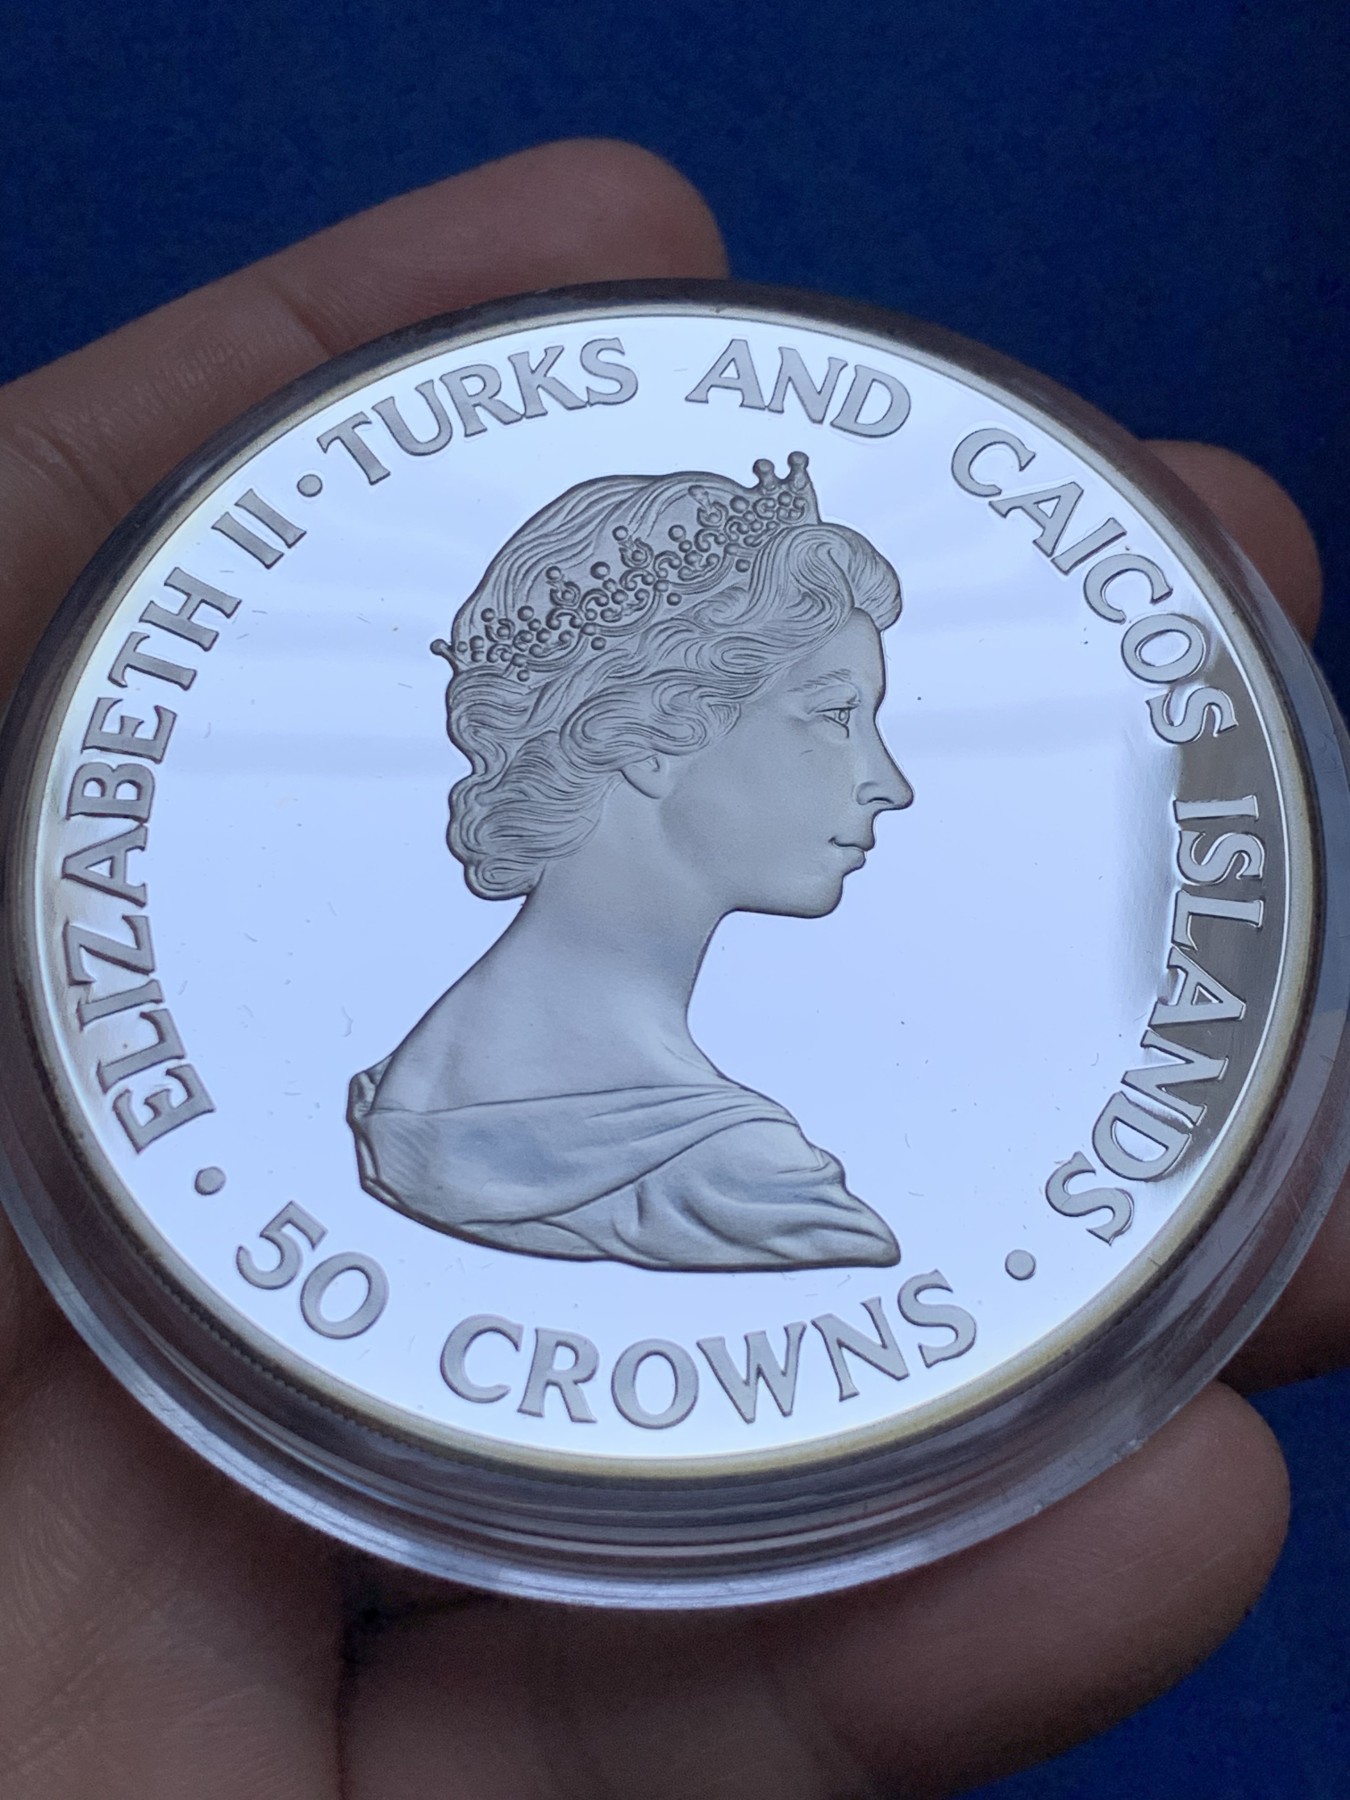 ELIZABETH II · TURKS AND CAICOS ISLANDS ·
50 CROWNS ·